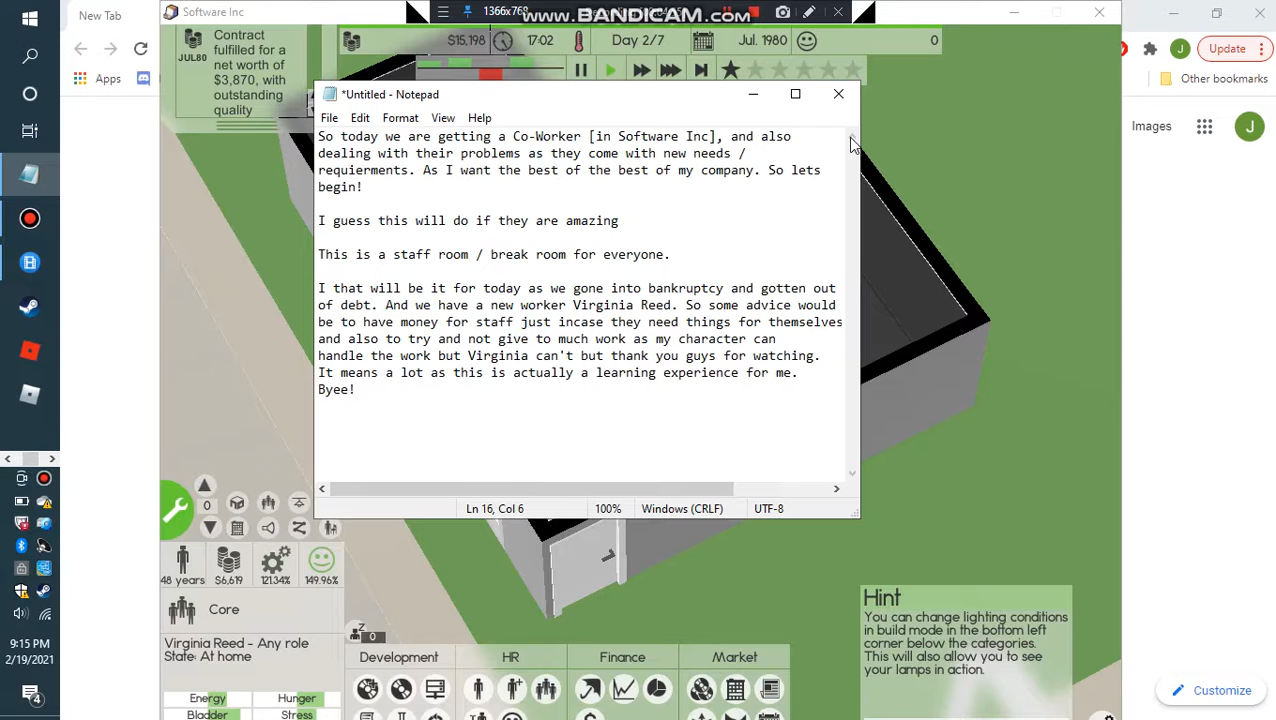 New Tab
Software Inc
1366x768
www.BANDICAM.com
Update
Apps
Other bookmarks
Images
J
J
Contract
fulfilled for a
net worth of
$3,870, with
outstanding
quality
JUL80
$15,198
17:02
Day 2/7
Jul. 1980
0
*Untitled - Notepad
File
Edit
Format
View
Help
So today we are getting a Co-Worker [in Software Inc], and also
dealing with their problems as they come with new needs /
requierments. As I want the best of the best of my company. So lets
begin!
I guess this will do if they are amazing
This is a staff room / break room for everyone.
I that will be it for today as we gone into bankruptcy and gotten out
of debt. And we have a new worker Virginia Reed. So some advice would
be to have money for staff just incase they need things for themselves
and also to try and not give to much work as my character can
handle the work but Virginia can't but thank you guys for watching.
It means a lot as this is actually a learning experience for me.
Byee!
Ln 16, Col 6
100%
Windows (CRLF)
UTF-8
0
48 years
$6,619
121.34%
149.96%
Core
Virginia Reed - Any role
State: At home
Energy
Hunger
Bladder
Stress
Z
0
Development
HR
Finance
Market
Hint
You can change lighting conditions
in build mode in the bottom left
corner below the categories.
This will also allow you to see
your lamps in action.
Customize
9:15 PM
2/19/2021
4